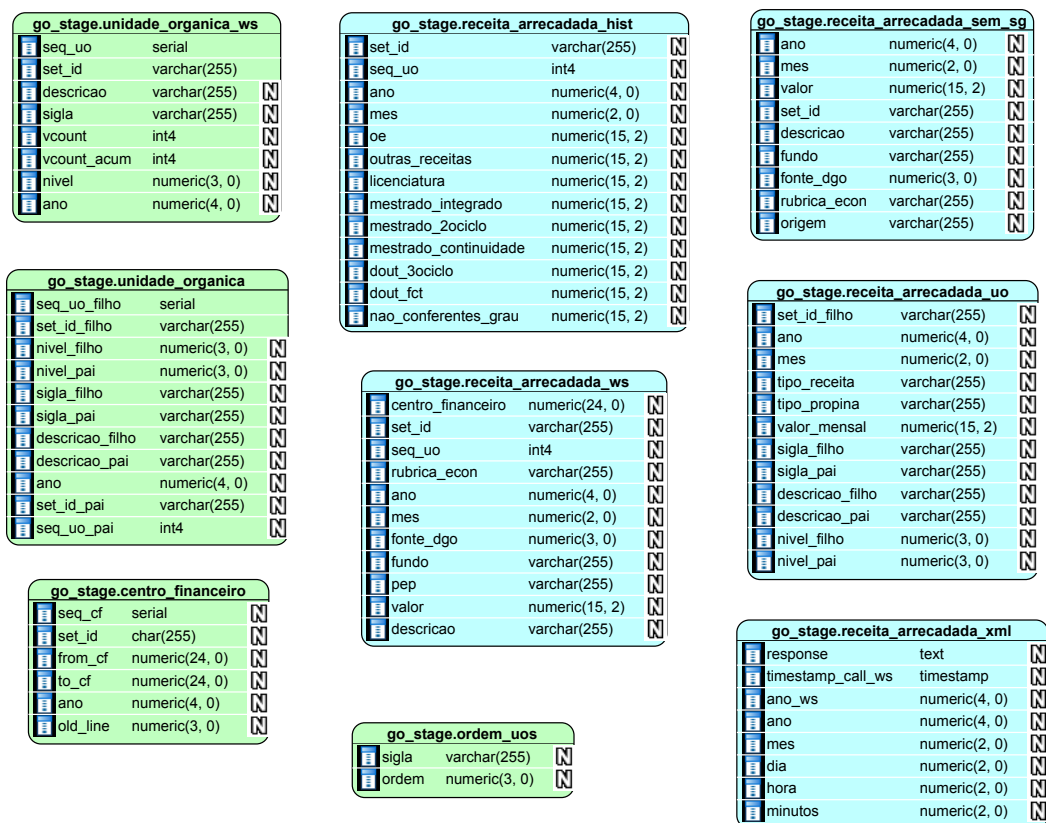 go_stage.unidade_organica_ws
seq_uo serial
set_id varchar(255)
descricao varchar(255) N
sigla varchar(255) N
vcount int4 N
vcount_acum int4 N
nivel numeric(3, 0) N
ano numeric(4, 0) N
go_stage.unidade_organica
seq_uo_filho serial
set_id_filho varchar(255)
nivel_filho numeric(3, 0) N
nivel_pai numeric(3, 0) N
sigla_filho varchar(255) N
sigla_pai varchar(255) N
descricao_filho varchar(255) N
descricao_pai varchar(255) N
ano numeric(4, 0) N
set_id_pai varchar(255) N
seq_uo_pai int4 N
go_stage.centro_financeiro
seq_cf serial N
set_id char(255) N
from_cf numeric(24, 0) N
to_cf numeric(24, 0) N
ano numeric(4, 0) N
old_line numeric(3, 0) N
go_stage.receita_arrecadada_hist
set_id varchar(255) N
seq_uo int4 N
ano numeric(4, 0) N
mes numeric(2, 0) N
oe numeric(15, 2) N
outras_receitas numeric(15, 2) N
licenciatura numeric(15, 2) N
mestrado_integrado numeric(15, 2) N
mestrado_2ociclo numeric(15, 2) N
mestrado_continuidade numeric(15, 2) N
dout_3ociclo numeric(15, 2) N
dout_fct numeric(15, 2) N
nao_conferentes_grau numeric(15, 2) N
go_stage.receita_arrecadada_ws
centro_financeiro numeric(24, 0) N
set_id varchar(255) N
seq_uo int4 N
rubrica_econ varchar(255) N
ano numeric(4, 0) N
mes numeric(2, 0) N
fonte_dgo numeric(3, 0) N
fundo varchar(255) N
pep varchar(255) N
valor numeric(15, 2) N
descricao varchar(255) N
go_stage.ordem_uos
sigla varchar(255) N
ordem numeric(3, 0) N
go_stage.receita_arrecadada_sem_sg
ano numeric(4, 0) N
mes numeric(2, 0) N
valor numeric(15, 2) N
set_id varchar(255) N
descricao varchar(255) N
fundo varchar(255) N
fonte_dgo numeric(3, 0) N
rubrica_econ varchar(255) N
origem varchar(255) N
go_stage.receita_arrecadada_uo
set_id_filho varchar(255) N
ano numeric(4, 0) N
mes numeric(2, 0) N
tipo_receita varchar(255) N
tipo_propina varchar(255) N
valor_mensal numeric(15, 2) N
sigla_filho varchar(255) N
sigla_pai varchar(255) N
descricao_filho varchar(255) N
descricao_pai varchar(255) N
nivel_filho numeric(3, 0) N
nivel_pai numeric(3, 0) N
go_stage.receita_arrecadada_xml
response text N
timestamp_call_ws timestamp N
ano_ws numeric(4, 0) N
ano numeric(4, 0) N
mes numeric(2, 0) N
dia numeric(2, 0) N
hora numeric(2, 0) N
minutos numeric(2, 0) N